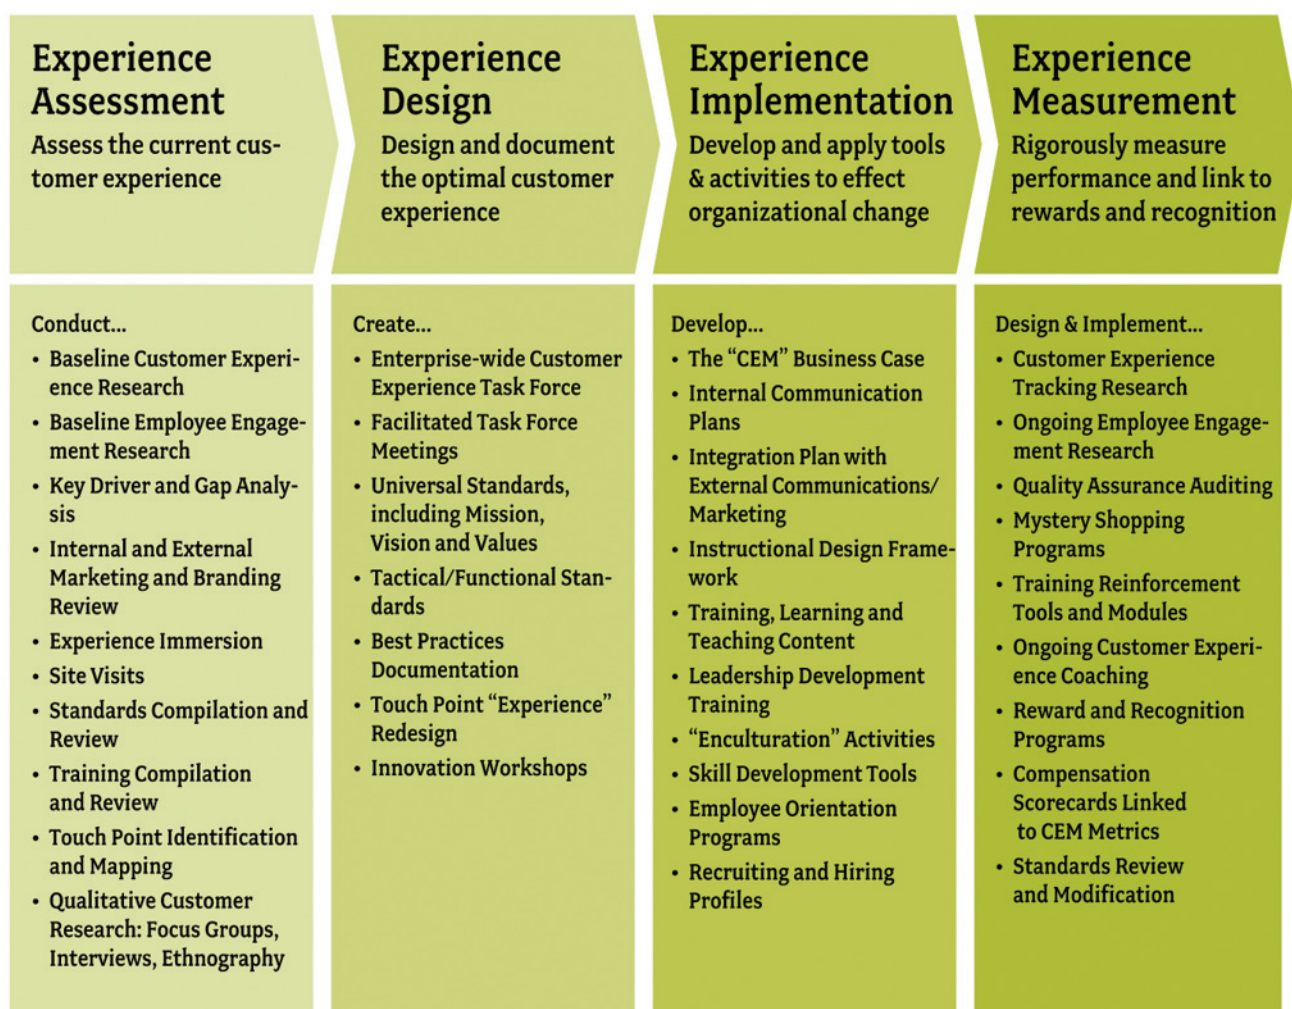 Experience
Assessment
Assess the current cus-
tomer experience
Experience
Design
Design and document
the optimal customer
experience
Experience
Implementation
Develop and apply tools
& activities to effect
organizational change
Experience
Measurement
Rigorously measure
performance and link to
rewards and recognition
Conduct...
• Baseline Customer Experi-
ence Research
• Baseline Employee Engage-
ment Research
• Key Driver and Gap Analy-
sis
• Internal and External
Marketing and Branding
Review
• Experience Immersion
• Site Visits
• Standards Compilation and
Review
• Training Compilation
and Review
• Touch Point Identification
and Mapping
• Qualitative Customer
Research: Focus Groups,
Interviews, Ethnography
Create...
• Enterprise-wide Customer
Experience Task Force
• Facilitated Task Force
Meetings
• Universal Standards,
including Mission,
Vision and Values
• Tactical/Functional Stan-
dards
• Best Practices
Documentation
• Touch Point “Experience”
Redesign
• Innovation Workshops
Develop...
• The “CEM” Business Case
• Internal Communication
Plans
• Integration Plan with
External Communications/
Marketing
• Instructional Design Frame-
work
• Training, Learning and
Teaching Content
• Leadership Development
Training
• “Enculturation” Activities
• Skill Development Tools
• Employee Orientation
Programs
• Recruiting and Hiring
Profiles
Design & Implement...
• Customer Experience
Tracking Research
• Ongoing Employee Engage-
ment Research
• Quality Assurance Auditing
• Mystery Shopping
Programs
• Training Reinforcement
Tools and Modules
• Ongoing Customer Experi-
ence Coaching
• Reward and Recognition
Programs
• Compensation
Scorecards Linked
to CEM Metrics
• Standards Review
and Modification